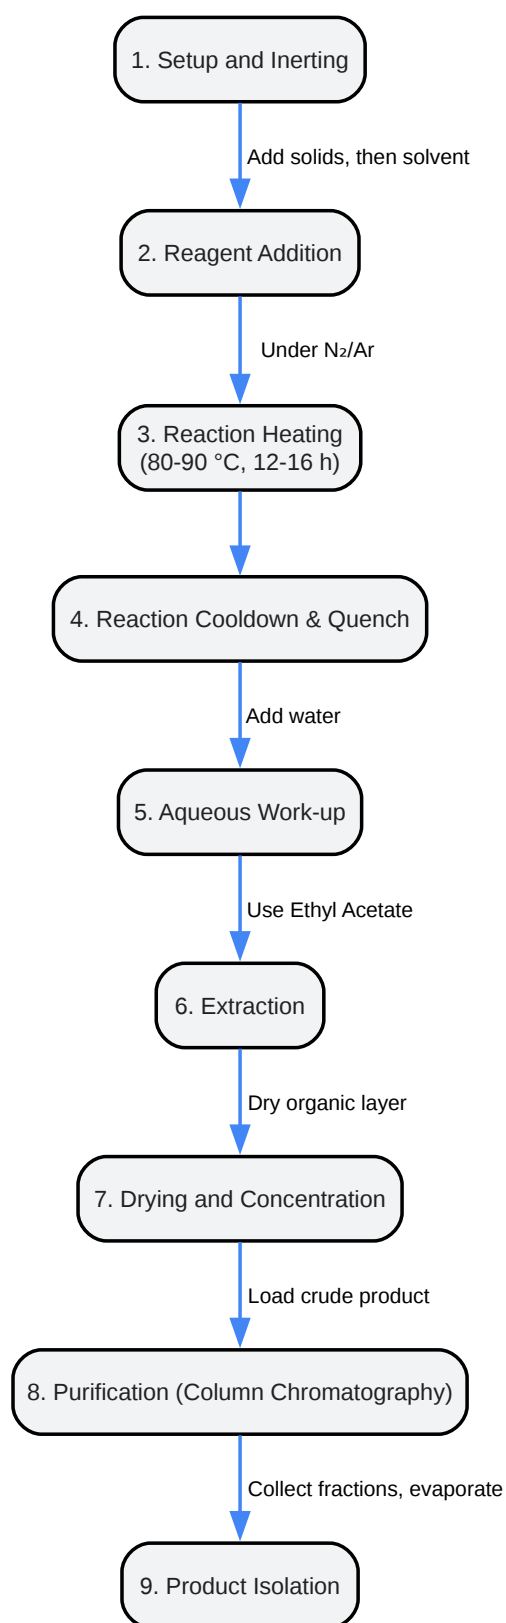 1. Setup and Inerting
Add solids, then solvent
2. Reagent Addition
Under N₂/Ar
3. Reaction Heating
(80-90 °C, 12-16 h)
4. Reaction Cooldown & Quench
Add water
5. Aqueous Work-up
Use Ethyl Acetate
6. Extraction
Dry organic layer
7. Drying and Concentration
Load crude product
8. Purification (Column Chromatography)
Collect fractions, evaporate
9. Product Isolation